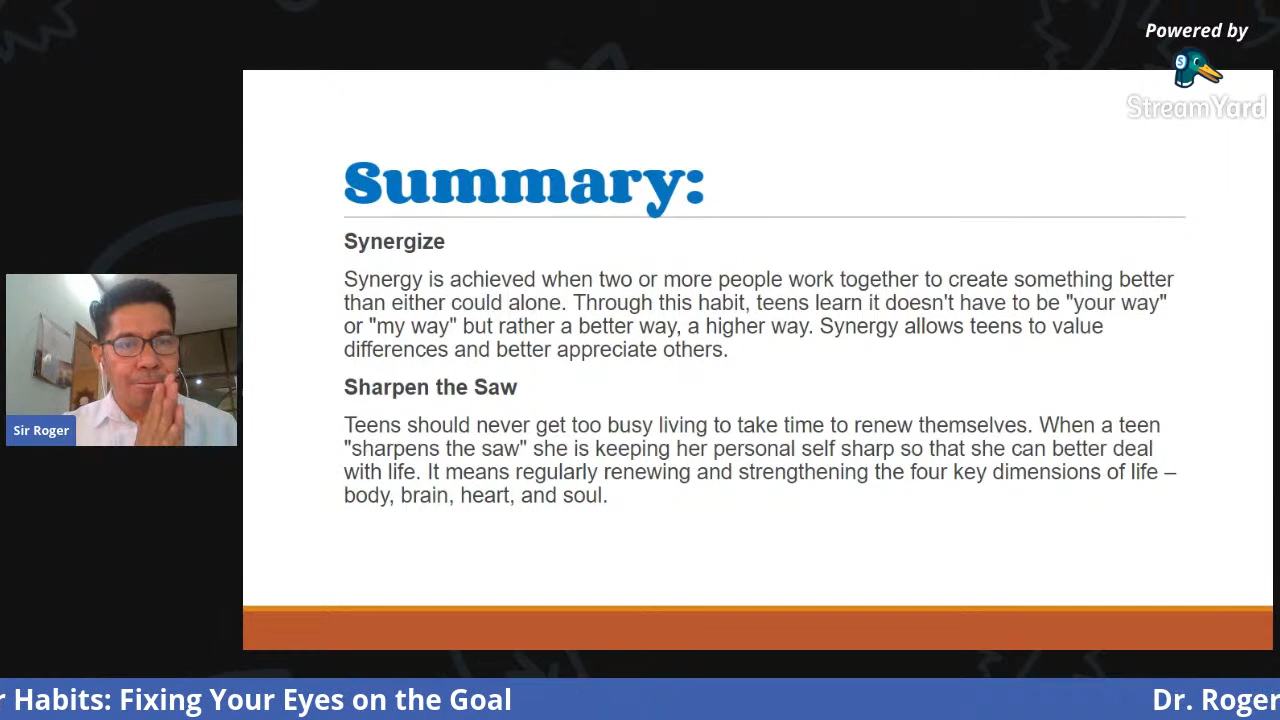 Powered by
StreamYard
Summary:
Synergize
Synergy is achieved when two or more people work together to create something better
than either could alone. Through this habit, teens learn it doesn't have to be "your way"
or "my way" but rather a better way, a higher way. Synergy allows teens to value
differences and better appreciate others.
Sharpen the Saw
Teens should never get too busy living to take time to renew themselves. When a teen
"sharpens the saw" she is keeping her personal self sharp so that she can better deal
with life. It means regularly renewing and strengthening the four key dimensions of life –
body, brain, heart, and soul.
Sir Roger
r Habits: Fixing Your Eyes on the Goal
Dr. Roger